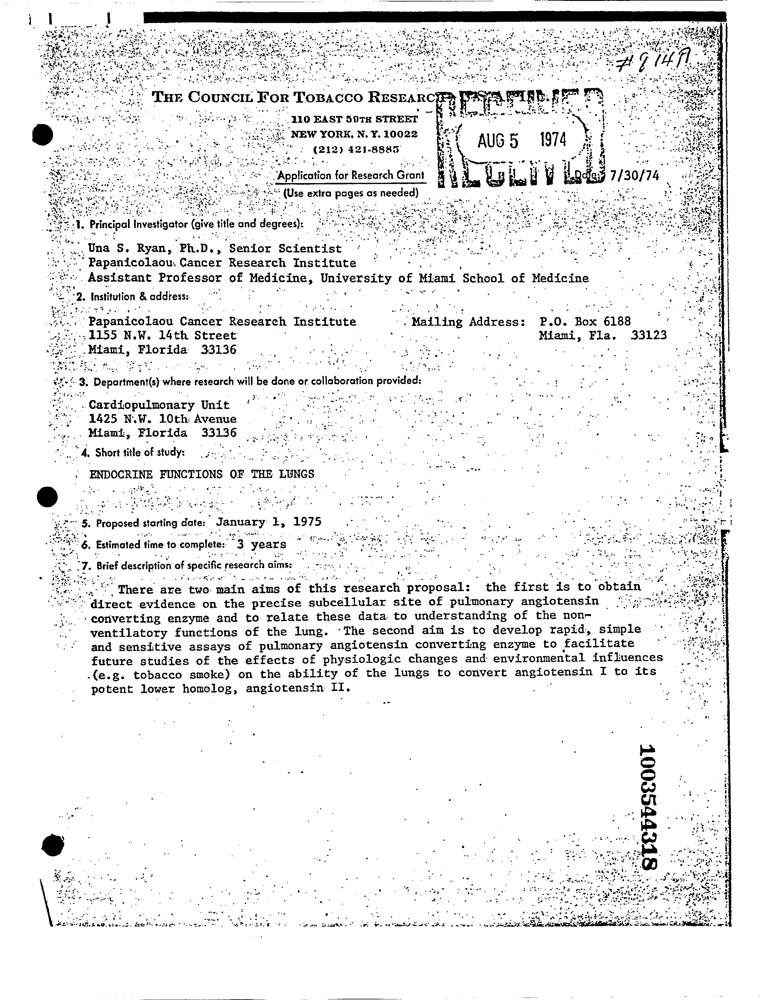 #914A
THE COUNCIL FOR TOBACCO RESEARCH
110 EAST 59TH STREET
NEW YORK, N. Y. 10022
(212) 421-8885
AUG 5 1974
RECEIVED
Application for Research Grant
Date: 7/30/74
(Use extra pages as needed)
1. Principal Investigator (give title and degrees):
Una S. Ryan, Ph.D., Senior Scientist
Papanicolaou Cancer Research Institute
Assistant Professor of Medicine, University of Miami School of Medicine
2. Institution & address:
Papanicolaou Cancer Research Institute Mailing Address: P.O. Box 6188
1155 N.W. 14th Street Miami, Fla. 33123
Miami, Florida 33136
3. Department(s) where research will be done or collaboration provided:
Cardiopulmonary Unit
1425 N.W. 10th Avenue
Miami, Florida 33136
4. Short title of study:
ENDOCRINE FUNCTIONS OF THE LUNGS
5. Proposed starting date: January 1, 1975
6. Estimated time to complete: 3 years
7. Brief description of specific research aims:
There are two main aims of this research proposal: the first is to obtain
direct evidence on the precise subcellular site of pulmonary angiotensin
converting enzyme and to relate these data to understanding of the non-
ventilatory functions of the lung. The second aim is to develop rapid, simple
and sensitive assays of pulmonary angiotensin converting enzyme to facilitate
future studies of the effects of physiologic changes and environmental influences
(e.g. tobacco smoke) on the ability of the lungs to convert angiotensin I to its
potent lower homolog, angiotensin II.
1003544318